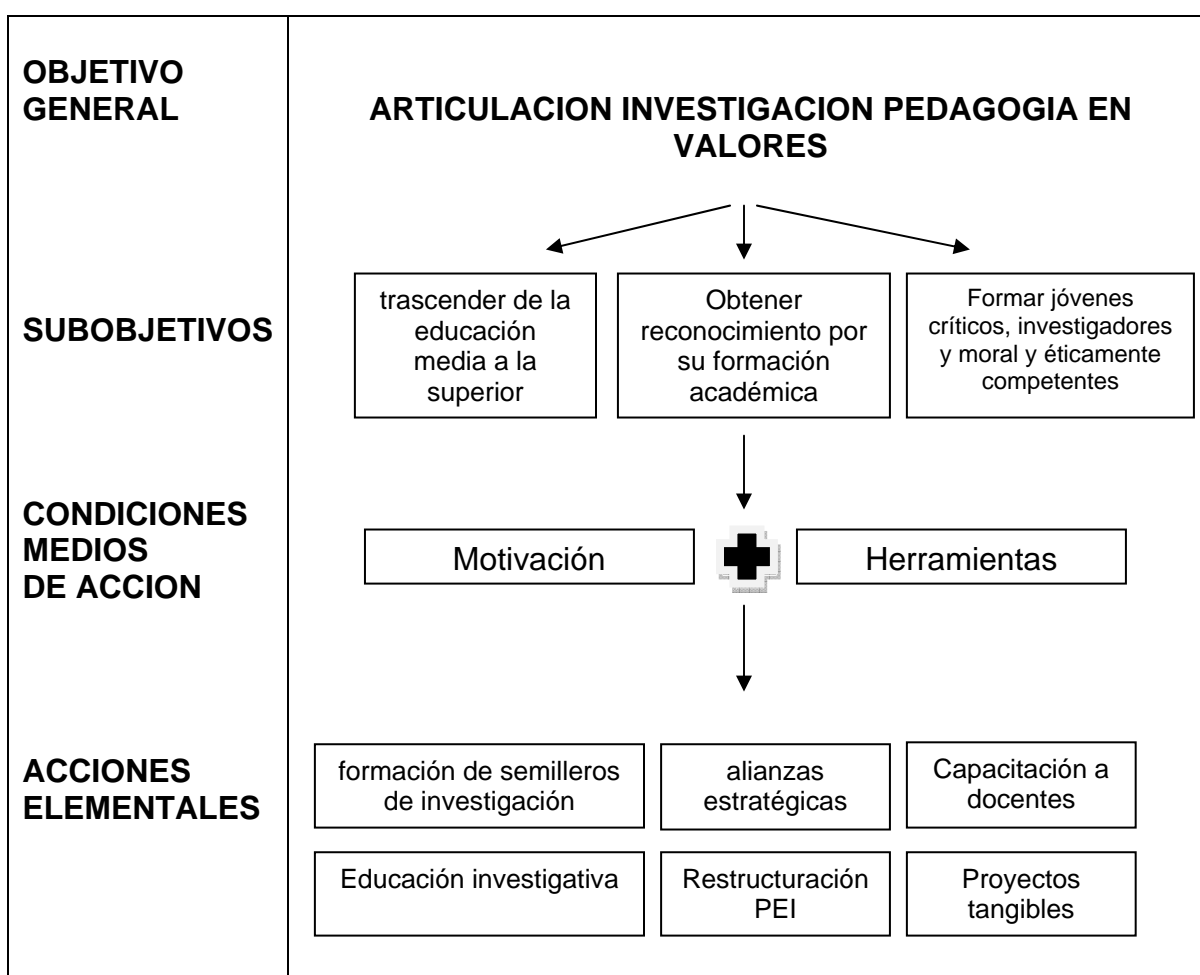 OBJETIVO
GENERAL
ARTICULACION INVESTIGACION PEDAGOGIA EN
VALORES
SUBOBJETIVOS
trascender de la
educación
media a la
superior
Obtener
reconocimiento por
su formación
académica
Formar jóvenes
críticos, investigadores
y moral y éticamente
competentes
CONDICIONES
MEDIOS
DE ACCION
Motivación
Herramientas
ACCIONES
ELEMENTALES
formación de semilleros
de investigación
alianzas
estratégicas
Capacitación a
docentes
Educación investigativa
Restructuración
PEI
Proyectos
tangibles